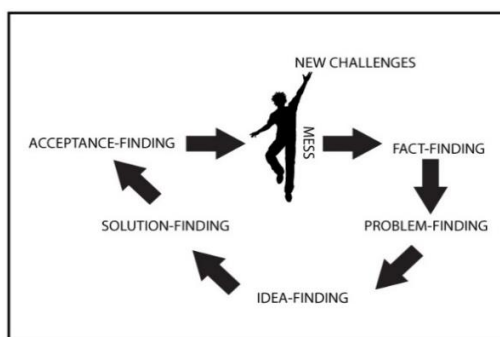 NEW CHALLENGES
MESS
ACCEPTANCE-FINDING
FACT-FINDING
SOLUTION-FINDING
PROBLEM-FINDING
IDEA-FINDING